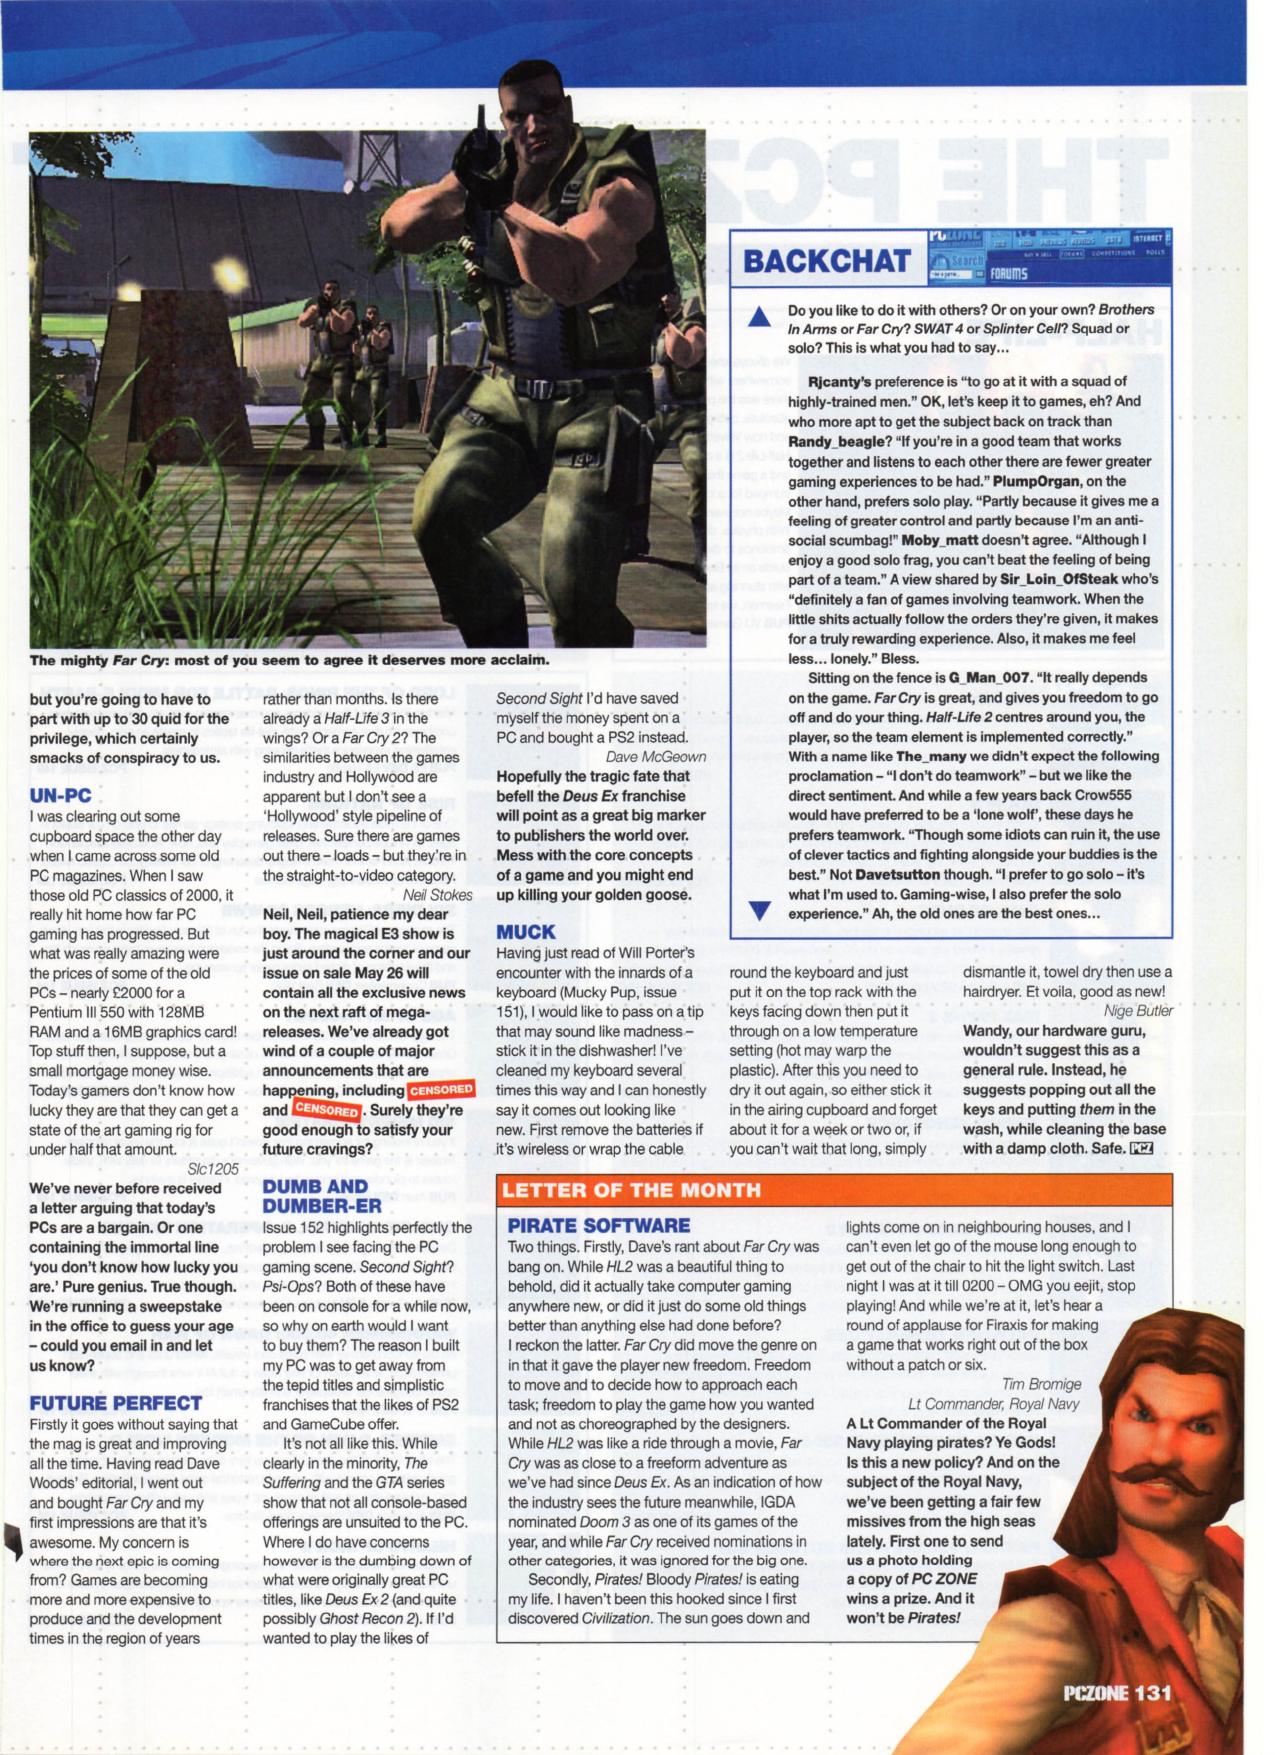 The mighty Far Cry: most of you seem to agree it deserves more acclaim.
but you're going to have to
part with up to 30 quid for the
privilege, which certainly
smacks of conspiracy to us.
UN-PC
I was clearing out some
cupboard space the other day
when I came across some old
PC magazines. When I saw
those old PC classics of 2000, it
really hit home how far PC
gaming has progressed. But
what was really amazing were
the prices of some of the old
PCs – nearly £2000 for a
Pentium III 550 with 128MB
RAM and a 16MB graphics card!
Top stuff then, I suppose, but a
small mortgage money wise.
Today's gamers don't know how
lucky they are that they can get a
state of the art gaming rig for
under half that amount.
Slc1205
We've never before received
a letter arguing that today's
PCs are a bargain. Or one
containing the immortal line
'you don't know how lucky you
are.' Pure genius. True though.
We're running a sweepstake
in the office to guess your age
– could you email in and let
us know?
FUTURE PERFECT
Firstly it goes without saying that
the mag is great and improving
all the time. Having read Dave
Woods' editorial, I went out
and bought Far Cry and my
first impressions are that it's
awesome. My concern is
where the next epic is coming
from? Games are becoming
more and more expensive to
produce and the development
times in the region of years
rather than months. Is there
already a Half-Life 3 in the
wings? Or a Far Cry 2? The
similarities between the games
industry and Hollywood are
apparent but I don't see a
'Hollywood' style pipeline of
releases. Sure there are games
out there – loads – but they're in
the straight-to-video category.
Neil Stokes
Neil, Neil, patience my dear
boy. The magical E3 show is
just around the corner and our
issue on sale May 26 will
contain all the exclusive news
on the next raft of mega-
releases. We've already got
wind of a couple of major
announcements that are
happening, including CENSORED
and CENSORED. Surely they're
good enough to satisfy your
future cravings?
DUMB AND
DUMBER-ER
Issue 152 highlights perfectly the
problem I see facing the PC
gaming scene. Second Sight?
Psi-Ops? Both of these have
been on console for a while now,
so why on earth would I want
to buy them? The reason I built
my PC was to get away from
the tepid titles and simplistic
franchises that the likes of PS2
and GameCube offer.
It's not all like this. While
clearly in the minority, The
Suffering and the GTA series
show that not all console-based
offerings are unsuited to the PC.
Where I do have concerns
however is the dumbing down of
what were originally great PC
titles, like Deus Ex 2 (and quite
possibly Ghost Recon 2). If I'd
wanted to play the likes of
Second Sight I'd have saved
myself the money spent on a
PC and bought a PS2 instead.
Dave McGeown
Hopefully the tragic fate that
befell the Deus Ex franchise
will point as a great big marker
to publishers the world over.
Mess with the core concepts
of a game and you might end
up killing your golden goose.
MUCK
Having just read of Will Porter's
encounter with the innards of a
keyboard (Mucky Pup, issue
151), I would like to pass on a tip
that may sound like madness –
stick it in the dishwasher! I've
cleaned my keyboard several
times this way and I can honestly
say it comes out looking like
new. First remove the batteries if
it's wireless or wrap the cable
round the keyboard and just
put it on the top rack with the
keys facing down then put it
through on a low temperature
setting (hot may warp the
plastic). After this you need to
dry it out again, so either stick it
in the airing cupboard and forget
about it for a week or two or, if
you can't wait that long, simply
dismantle it, towel dry then use a
hairdryer. Et voila, good as new!
Nige Butler
Wandy, our hardware guru,
wouldn't suggest this as a
general rule. Instead, he
suggests popping out all the
keys and putting them in the
wash, while cleaning the base
with a damp cloth. Safe. PCZ
BACKCHAT
Search
INTERACT
FORUMS COMPETITIONS POLLS
FORUMS
Do you like to do it with others? Or on your own? Brothers
In Arms or Far Cry? SWAT 4 or Splinter Cell? Squad or
solo? This is what you had to say...
Rjcanty's preference is "to go at it with a squad of
highly-trained men." OK, let's keep it to games, eh? And
who more apt to get the subject back on track than
Randy_beagle? "If you're in a good team that works
together and listens to each other there are fewer greater
gaming experiences to be had." PlumpOrgan, on the
other hand, prefers solo play. "Partly because it gives me a
feeling of greater control and partly because I'm an anti-
social scumbag!" Moby_matt doesn't agree. "Although I
enjoy a good solo frag, you can't beat the feeling of being
part of a team." A view shared by Sir_Loin_OfSteak who's
"definitely a fan of games involving teamwork. When the
little shits actually follow the orders they're given, it makes
for a truly rewarding experience. Also, it makes me feel
less... lonely." Bless.
Sitting on the fence is G_Man_007. "It really depends
on the game. Far Cry is great, and gives you freedom to go
off and do your thing. Half-Life 2 centres around you, the
player, so the team element is implemented correctly."
With a name like The_many we didn't expect the following
proclamation – "I don't do teamwork" – but we like the
direct sentiment. And while a few years back Crow555
would have preferred to be a 'lone wolf', these days he
prefers teamwork. "Though some idiots can ruin it, the use
of clever tactics and fighting alongside your buddies is the
best." Not Davetsutton though. "I prefer to go solo – it's
what I'm used to. Gaming-wise, I also prefer the solo
experience." Ah, the old ones are the best ones...
LETTER OF THE MONTH
PIRATE SOFTWARE
Two things. Firstly, Dave's rant about Far Cry was
bang on. While HL2 was a beautiful thing to
behold, did it actually take computer gaming
anywhere new, or did it just do some old things
better than anything else had done before?
I reckon the latter. Far Cry did move the genre on
in that it gave the player new freedom. Freedom
to move and to decide how to approach each
task; freedom to play the game how you wanted
and not as choreographed by the designers.
While HL2 was like a ride through a movie, Far
Cry was as close to a freeform adventure as
we've had since Deus Ex. As an indication of how
the industry sees the future meanwhile, IGDA
nominated Doom 3 as one of its games of the
year, and while Far Cry received nominations in
other categories, it was ignored for the big one.
Secondly, Pirates! Bloody Pirates! is eating
my life. I haven't been this hooked since I first
discovered Civilization. The sun goes down and
lights come on in neighbouring houses, and I
can't even let go of the mouse long enough to
get out of the chair to hit the light switch. Last
night I was at it till 0200 – OMG you eejit, stop
playing! And while we're at it, let's hear a
round of applause for Firaxis for making
a game that works right out of the box
without a patch or six.
Tim Bromige
Lt Commander, Royal Navy
A Lt Commander of the Royal
Navy playing pirates? Ye Gods!
Is this a new policy? And on the
subject of the Royal Navy,
we've been getting a fair few
missives from the high seas
lately. First one to send
us a photo holding
a copy of PC ZONE
wins a prize. And it
won't be Pirates!
PCZONE 131